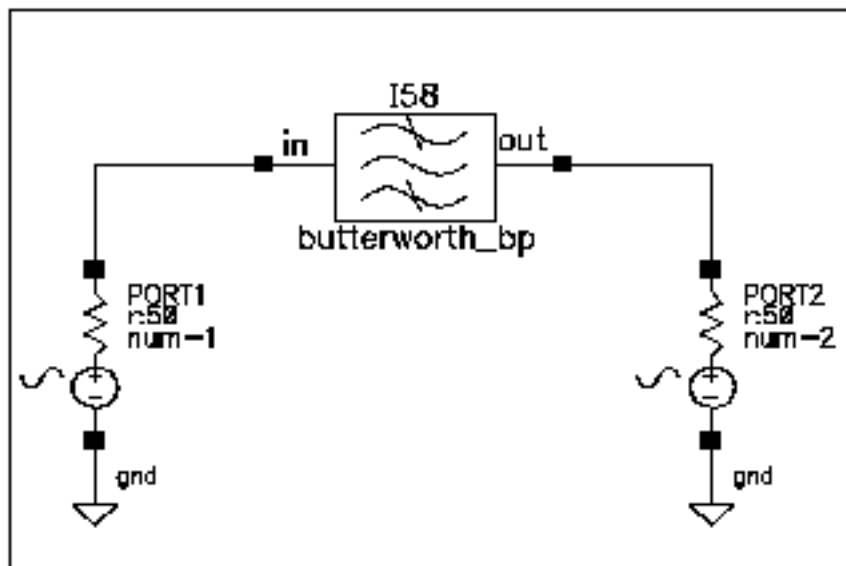 I58
in
out
butterworth_bp
PORT1
r:50
num-1
PORT2
r:50
num-2
gnd
gnd